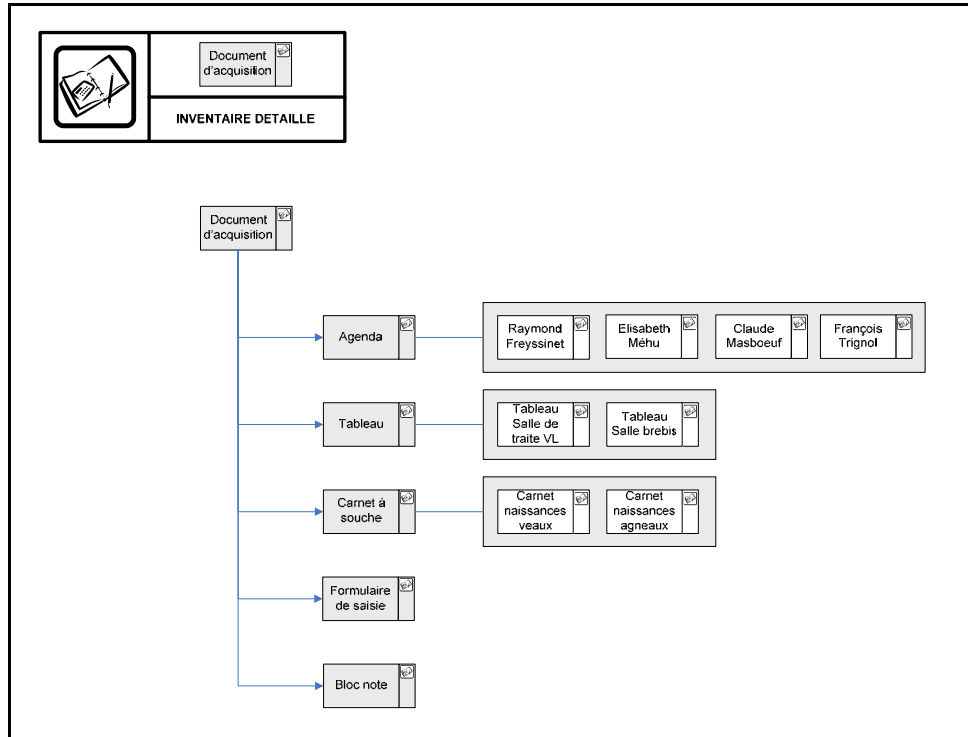 Document
d'acquisition
INVENTAIRE DETAILLE
Document
d'acquisition
Agenda
Raymond
Freyssinet
Elisabeth
Méhu
Claude
Masboeuf
François
Trignol
Tableau
Tableau
Salle de
traite VL
Tableau
Salle brebis
Carnet à
souche
Carnet
naissances
veaux
Carnet
naissances
agneaux
Formulaire
de saisie
Bloc note